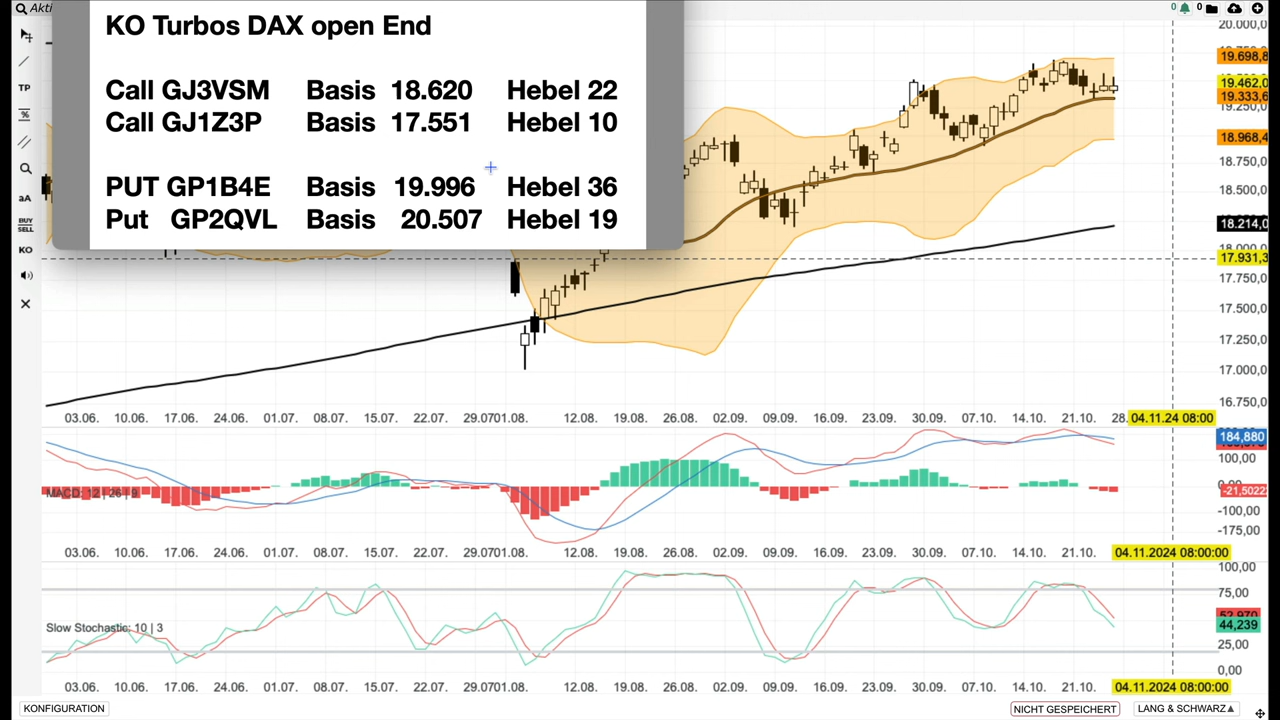 Akti
KO Turbos DAX open End
Call GJ3VSM Basis 18.620 Hebel 22
Call GJ1Z3P Basis 17.551 Hebel 10
PUT GP1B4E Basis 19.996 Hebel 36
Put GP2QVL Basis 20.507 Hebel 19
0 0
TP
aA
BUY
SELL
KO
20.000,
19.698,8
19.462,0
19.333,6
19.250,
18.968,4
18.750,
18.500,
18.214,0
18.000,
17.931,3
17.750,
17.500,
17.250,
17.000,
16.750,
03.06. 10.06. 17.06. 24.06. 01.07. 08.07. 15.07. 22.07. 29.07 01.08. 12.08. 19.08. 26.08. 02.09. 09.09. 16.09. 23.09. 30.09. 07.10. 14.10. 21.10. 28. 04.11.24 08:00
184,880
100,00
MACD: 12 | 26 | 9
0,00
-21,5022
-100,00
-175,00
03.06. 10.06. 17.06. 24.06. 01.07. 08.07. 15.07. 22.07. 29.07 01.08. 12.08. 19.08. 26.08. 02.09. 09.09. 16.09. 23.09. 30.09. 07.10. 14.10. 21.10. 04.11.2024 08:00:00
100,00
75,00
52,970
Slow Stochastic: 10 | 3
44,239
25,00
0,00
03.06. 10.06. 17.06. 24.06. 01.07. 08.07. 15.07. 22.07. 29.07 01.08. 12.08. 19.08. 26.08. 02.09. 09.09. 16.09. 23.09. 30.09. 07.10. 14.10. 21.10. 04.11.2024 08:00:00
KONFIGURATION
NICHT GESPEICHERT
LANG & SCHWARZ▲